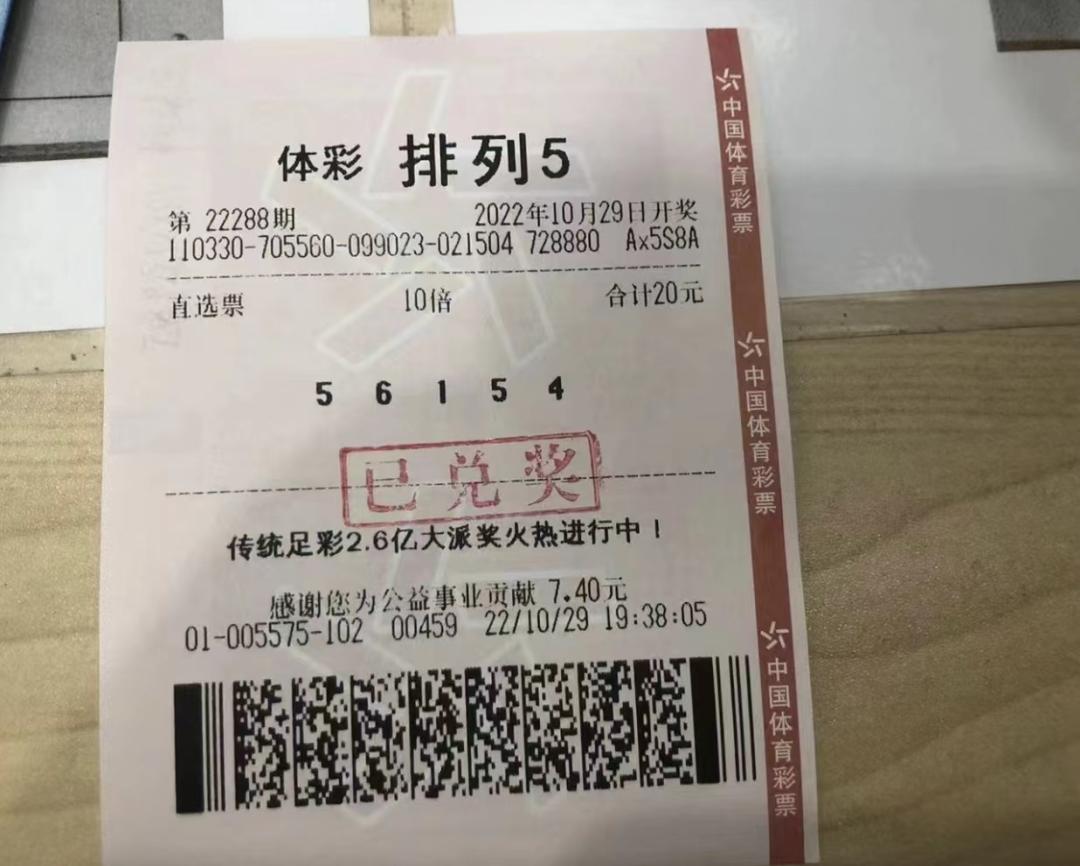 体彩 排列5
第 22288期 2022年10月29日开奖
110330-705560-099023-021504 728880 Ax5S8A
直选票 10倍 合计20元
5 6 1 5 4
已兑奖
传统足彩2.6亿大派奖火热进行中！
感谢您为公益事业贡献 7.40元
01-005575-102 00459 22/10/29 19:38:05
中国体育彩票
中国体育彩票
中国体育彩票